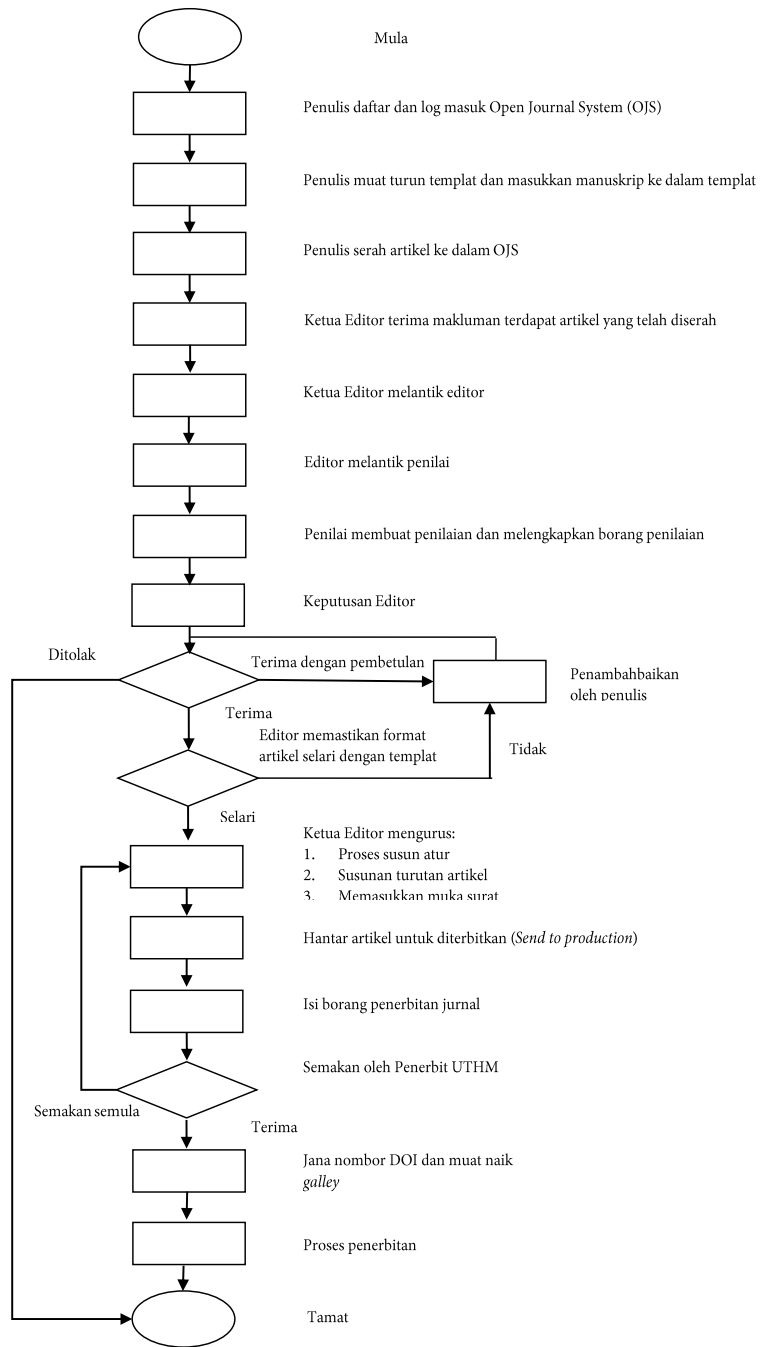 Mula
Penulis daftar dan log masuk Open Journal System (OJS)
Penulis muat turun templat dan masukkan manuskrip ke dalam templat
Penulis serah artikel ke dalam OJS
Ketua Editor terima makluman terdapat artikel yang telah diserah
Ketua Editor melantik editor
Editor melantik penilai
Penilai membuat penilaian dan melengkapkan borang penilaian
Keputusan Editor
Ditolak
Terima dengan pembetulan
Penambahbaikan
oleh penulis
Terima
Editor memastikan format
artikel selari dengan templat
Tidak
Selari
Ketua Editor mengurus:
1. Proses susun atur
2. Susunan turutan artikel
3. Memasukkan muka surat
Hantar artikel untuk diterbitkan (Send to production)
Isi borang penerbitan jurnal
Semakan oleh Penerbit UTHM
Semakan semula
Terima
Jana nombor DOI dan muat naik
galley
Proses penerbitan
Tamat